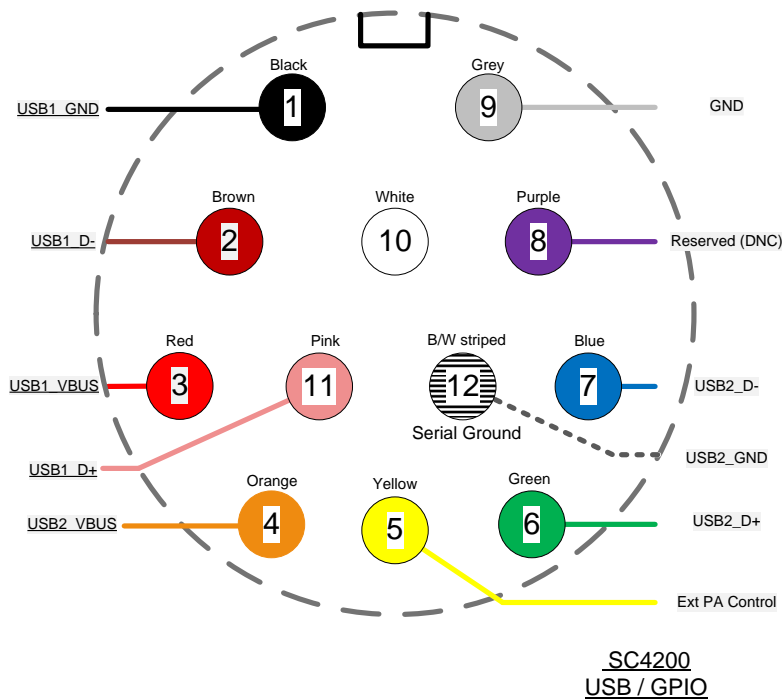 Black
Grey
USB1_GND
1
9
GND
Brown
White
Purple
USB1_D-
2
10
8
Reserved (DNC)
Red
Pink
B/W striped
Blue
USB1_VBUS
3
11
12
7
USB2_D-
Serial Ground
USB1_D+
USB2_GND
Orange
Yellow
Green
USB2_VBUS
4
5
6
USB2_D+
Ext PA Control
SC4200
USB / GPIO